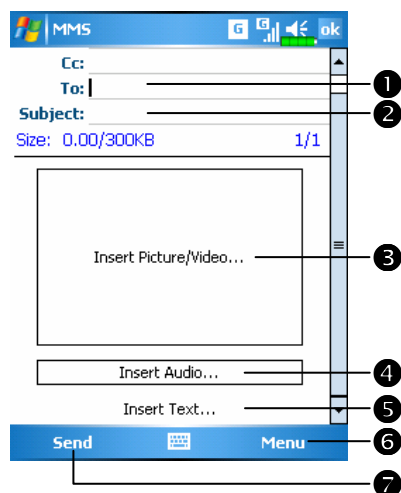 MMS G G ok
Cc:
To: 1
Subject: 2
Size: 0.00/300KB 1/1
Insert Picture/Video... 3
Insert Audio... 4
Insert Text... 5
Send Menu 6
7